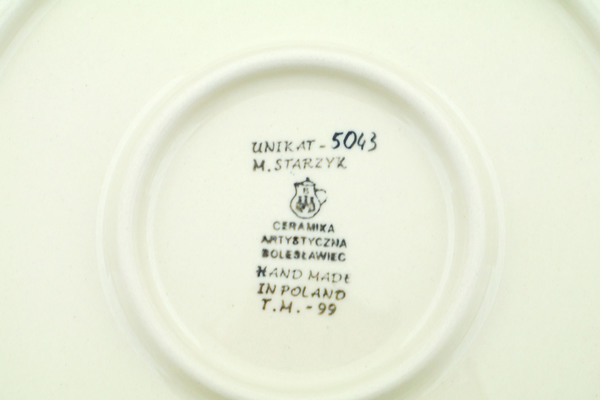 UNIKAT - 5043
M. STARZYK
CERAMIKA
ARTYSTYCZNA
BOLESŁAWIEC
HAND MADE
IN POLAND
T.M. - 99